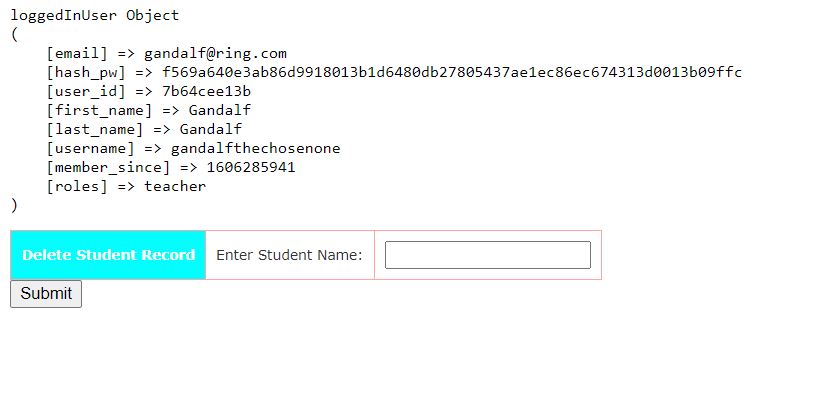 loggedInUser Object
(
[email] => gandalf@ring.com
[hash_pw] => f569a640e3ab86d9918013b1d6480db27805437ae1ec86ec674313d0013b09ffc
[user_id] => 7b64cee13b
[first_name] => Gandalf
[last_name] => Gandalf
[username] => gandalfthechosenone
[member_since] => 1606285941
[roles] => teacher
)
Delete Student Record Enter Student Name:
Submit